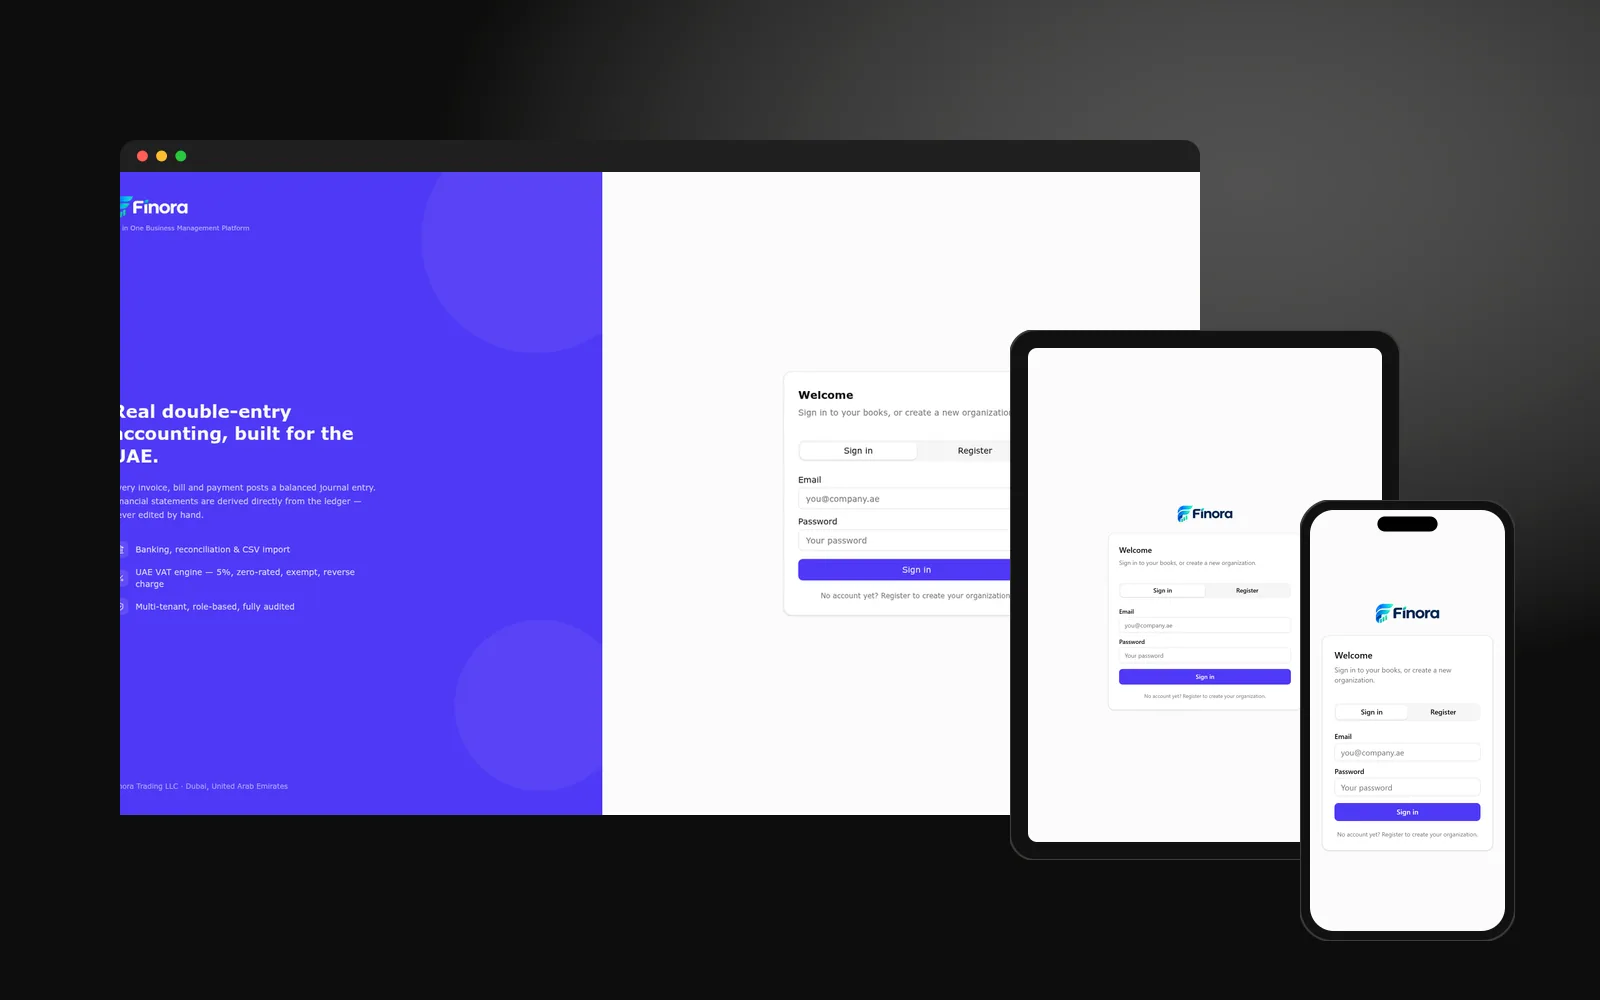 Finora
in One Business Management Platform
Real double-entry
accounting, built for the
UAE.
very invoice, bill and payment posts a balanced journal entry.
nancial statements are derived directly from the ledger —
ever edited by hand.
Banking, reconciliation & CSV import
UAE VAT engine — 5%, zero-rated, exempt, reverse
charge
Multi-tenant, role-based, fully audited
nora Trading LLC · Dubai, United Arab Emirates
Welcome
Sign in to your books, or create a new organization
Sign in Register
Email
you@company.ae
Password
Your password
Sign in
No account yet? Register to create your organization
Finora
Welcome
Sign in to your books, or create a new organization.
Sign in Register
Email
you@company.ae
Password
Your password
Sign in
No account yet? Register to create your organization.
Finora
Welcome
Sign in to your books, or create a new
organization.
Sign in Register
Email
you@company.ae
Password
Your password
Sign in
No account yet? Register to create your organization.